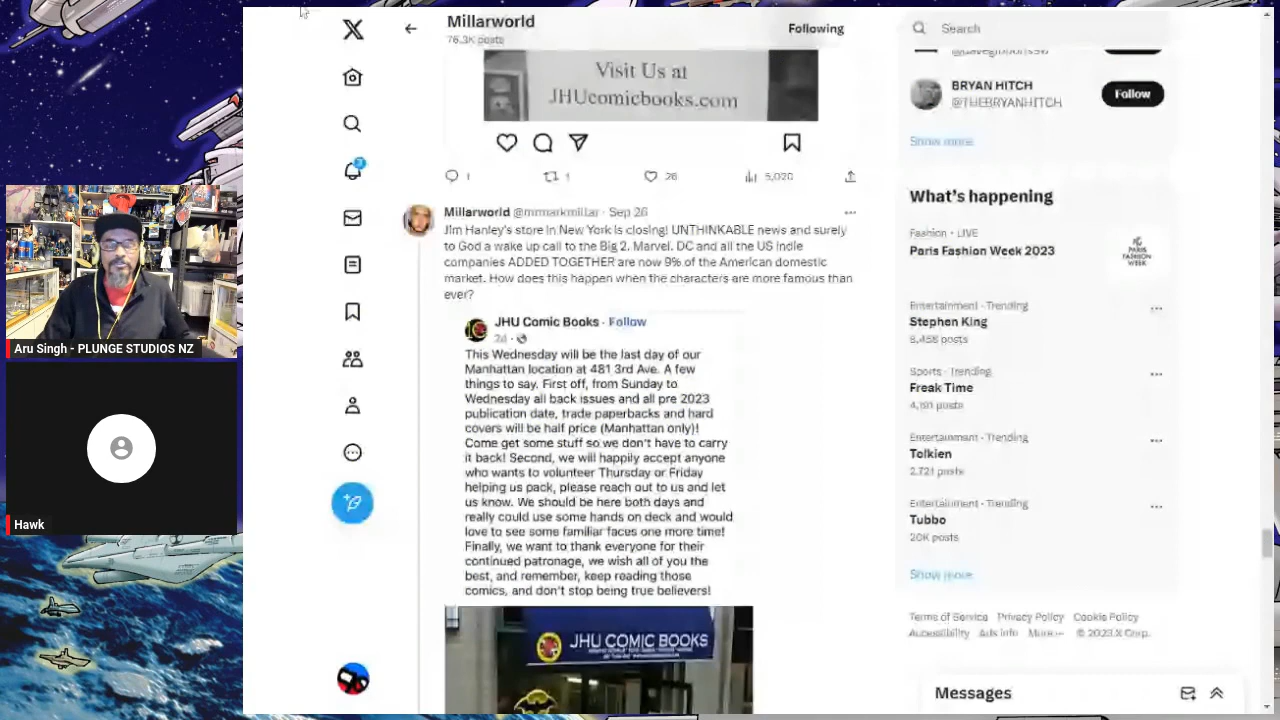 Millarworld
76.3K posts
Following
Search
Visit Us at
JHUcomicbooks.com
1
1
26
5,020
BRYAN HITCH
@THEBRYANHITCH
Follow
Show more
Millarworld @mrmarkmillar · Sep 26
Jim Hanley's store in New York is closing! UNTHINKABLE news and surely
to God a wake up call to the Big 2. Marvel. DC and all the US indie
companies ADDED TOGETHER are now 9% of the American domestic
market. How does this happen when the characters are more famous than
ever?
JHU Comic Books · Follow
2d ·
This Wednesday will be the last day of our
Manhattan location at 481 3rd Ave. A few
things to say. First off, from Sunday to
Wednesday all back issues and all pre 2023
publication date, trade paperbacks and hard
covers will be half price (Manhattan only)!
Come get some stuff so we don't have to carry
it back! Second, we will happily accept anyone
who wants to volunteer Thursday or Friday
helping us pack, please reach out to us and let
us know. We should be here both days and
really could use some hands on deck and would
love to see some familiar faces one more time!
Finally, we want to thank everyone for their
continued patronage, we wish all of you the
best, and remember, keep reading those
comics, and don't stop being true believers!
JHU COMIC BOOKS
What's happening
Fashion · LIVE
Paris Fashion Week 2023
PARIS
FASHION
WEEK
Entertainment · Trending
Stephen King
8,458 posts
Sports · Trending
Freak Time
4,191 posts
Entertainment · Trending
Tolkien
2,721 posts
Entertainment · Trending
Tubbo
20K posts
Show more
Terms of Service Privacy Policy Cookie Policy
Accessibility Ads info More ··· © 2023 X Corp.
Messages
Aru Singh - PLUNGE STUDIOS NZ
Hawk